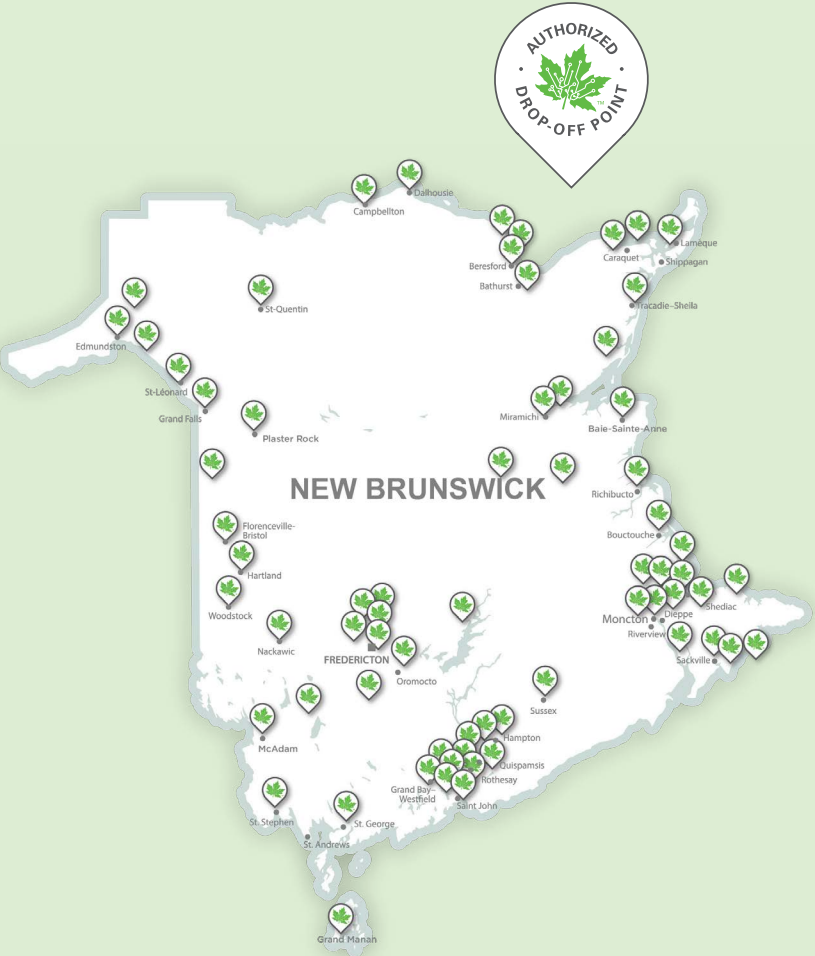 AUTHORIZED
DROP-OFF POINT
TM
Dalhousie
Campbellton
Beresford
Bathurst
Caraquet
Lamèque
Shippagan
Tracadie-Sheila
St-Quentin
Edmundston
St-Léonard
Grand Falls
Plaster Rock
Miramichi
Baie-Sainte-Anne
NEW BRUNSWICK
Richibucto
Bouctouche
Florenceville-
Bristol
Hartland
Woodstock
Nackawic
FREDERICTON
Oromocto
Shediac
Dieppe
Moncton
Riverview
Sackville
Sussex
McAdam
Hampton
Quispamsis
Rothesay
Grand Bay-
Westfield
Saint John
St. Stephen
St. George
St. Andrews
Grand Manan